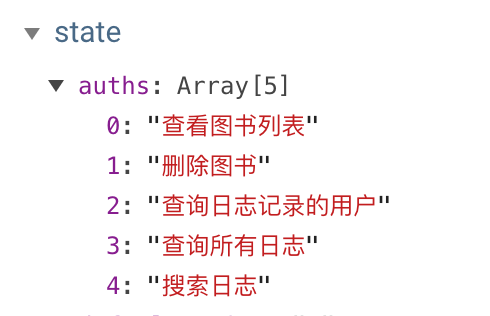 state
auths: Array[5]
0: "查看图书列表"
1: "删除图书"
2: "查询日志记录的用户"
3: "查询所有日志"
4: "搜索日志"